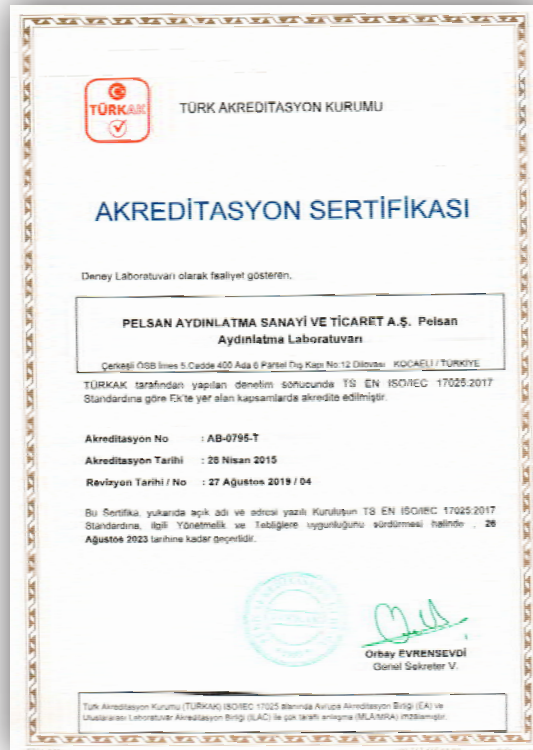 TÜRKAK
TÜRK AKREDİTASYON KURUMU
AKREDİTASYON SERTİFİKASI
Deney Laboratuvarı olarak faaliyet gösteren,
PELSAN AYDINLATMA SANAYİ VE TİCARET A.Ş. Pelsan
Aydınlatma Laboratuvarı
Çerkeşli OSB İmes 5.Cadde 400 Ada 6 Parsel Dış Kapı No:12 Dilovası KOCAELİ / TÜRKİYE
TÜRKAK tarafından yapılan denetim sonucunda TS EN ISO/IEC 17025:2017
Standardına göre Ek'te yer alan kapsamlarda akredite edilmiştir.
Akreditasyon No : AB-0795-T
Akreditasyon Tarihi : 28 Nisan 2015
Revizyon Tarihi / No : 27 Ağustos 2019 / 04
Bu Sertifika, yukarıda açık adı ve adresi yazılı Kuruluşun TS EN ISO/IEC 17025:2017
Standardına, ilgili Yönetmelik ve Tebliğlere uygunluğunu sürdürmesi halinde , 26
Ağustos 2023 tarihine kadar geçerlidir.
Orbay EVRENSEVDİ
Genel Sekreter V.
Türk Akreditasyon Kurumu (TÜRKAK) ISO/IEC 17025 alanında Avrupa Akreditasyon Birliği (EA) ve
Uluslararası Laboratuvar Akreditasyon Birliği (ILAC) ile çok taraflı anlaşma (MLA/MRA) imzalamıştır.